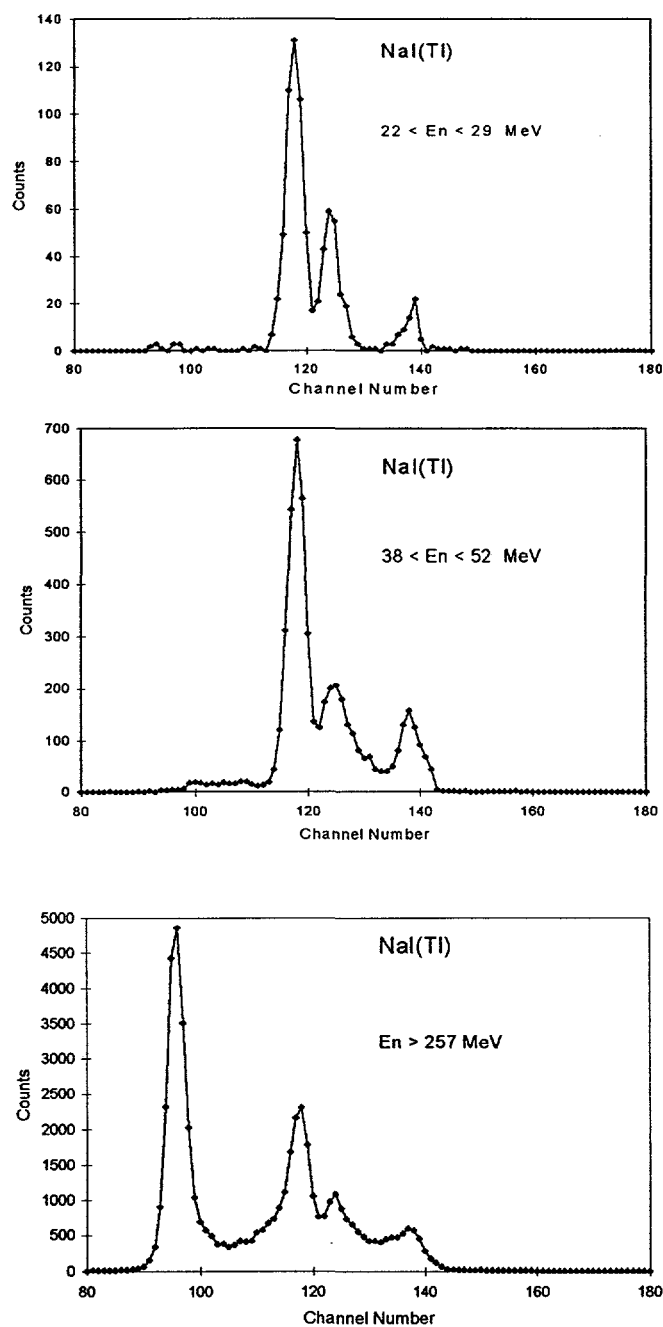 140
120
100
80
60
40
20
0
Counts
NaI(Tl)
22 < En < 29 MeV
80 100 120 140 160 180
Channel Number
700
600
500
400
300
200
100
0
Counts
NaI(Tl)
38 < En < 52 MeV
80 100 120 140 160 180
Channel Number
5000
4500
4000
3500
3000
2500
2000
1500
1000
500
0
Counts
NaI(Tl)
En > 257 MeV
80 100 120 140 160 180
Channel Number